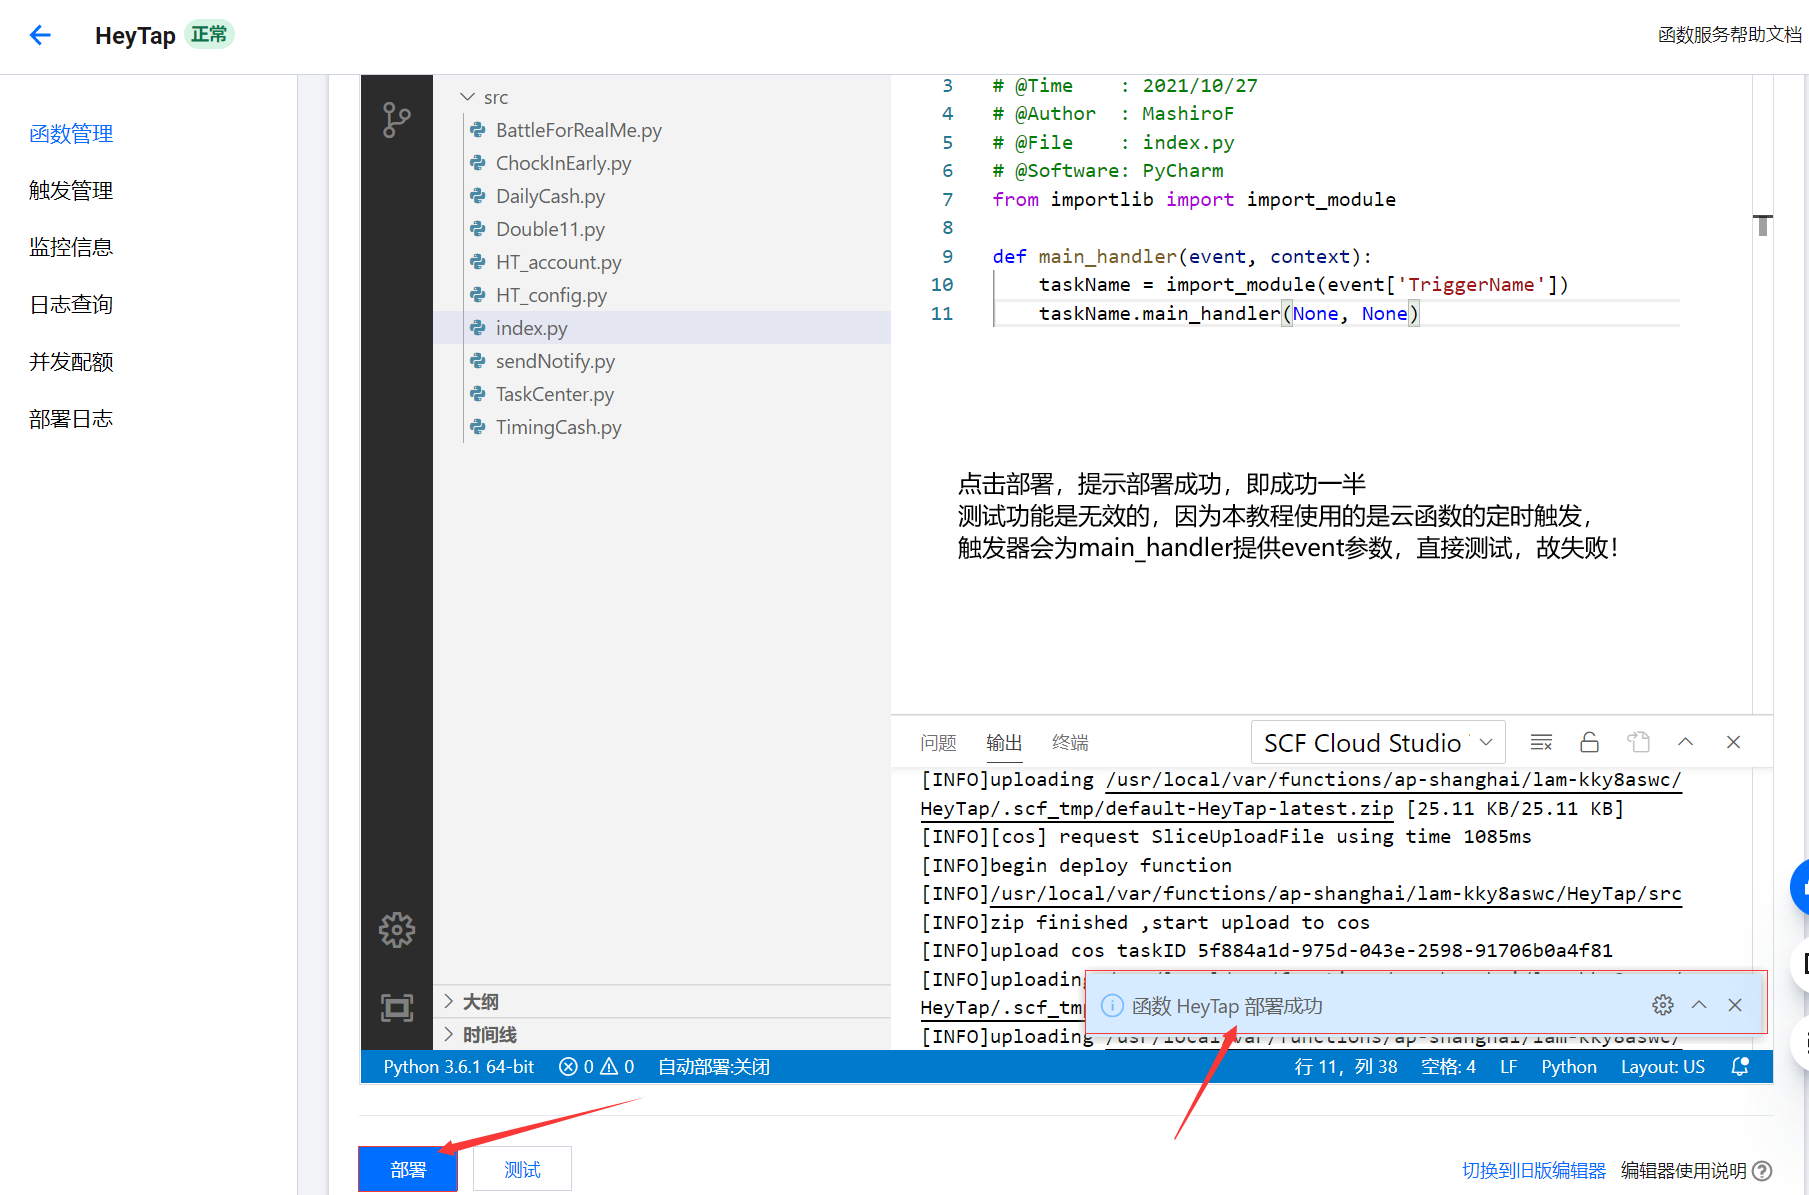 HeyTap 正常
函数服务帮助文档
函数管理
触发管理
监控信息
日志查询
并发配额
部署日志
src
BattleForRealMe.py
ChockInEarly.py
DailyCash.py
Double11.py
HT_account.py
HT_config.py
index.py
sendNotify.py
TaskCenter.py
TimingCash.py
大纲
时间线
3 # @Time    : 2021/10/27
4 # @Author  : MashiroF
5 # @File    : index.py
6 # @Software: PyCharm
7 from importlib import import_module
8
9 def main_handler(event, context):
10     taskName = import_module(event['TriggerName'])
11     taskName.main_handler(None, None)
点击部署，提示部署成功，即成功一半
测试功能是无效的，因为本教程使用的是云函数的定时触发，
触发器会为main_handler提供event参数，直接测试，故失败！
问题 输出 终端 SCF Cloud Studio
[INFO]uploading /usr/local/var/functions/ap-shanghai/lam-kky8aswc/
HeyTap/.scf_tmp/default-HeyTap-latest.zip [25.11 KB/25.11 KB]
[INFO][cos] request SliceUploadFile using time 1085ms
[INFO]begin deploy function
[INFO]/usr/local/var/functions/ap-shanghai/lam-kky8aswc/HeyTap/src
[INFO]zip finished ,start upload to cos
[INFO]upload cos taskID 5f884a1d-975d-043e-2598-91706b0a4f81
[INFO]uploading
HeyTap/.scf_tm
[INFO]uploading /usr/local/var/functions/ap-shanghai/lam-kky8aswc/
函数 HeyTap 部署成功
Python 3.6.1 64-bit 0 0 自动部署:关闭 行 11，列 38 空格: 4 LF Python Layout: US
部署 测试 切换到旧版编辑器 编辑器使用说明